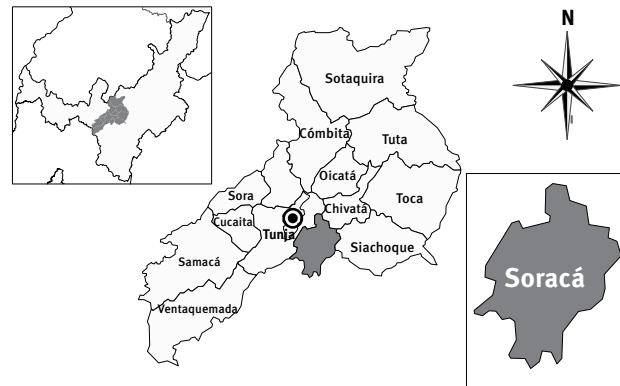 N
Sotaquira
Cómbita
Tuta
Oicatá
Sora
Toca
Chivatá
Cucaita
Tunja
Siachoque
Samacá
Soracá
Ventaquemada